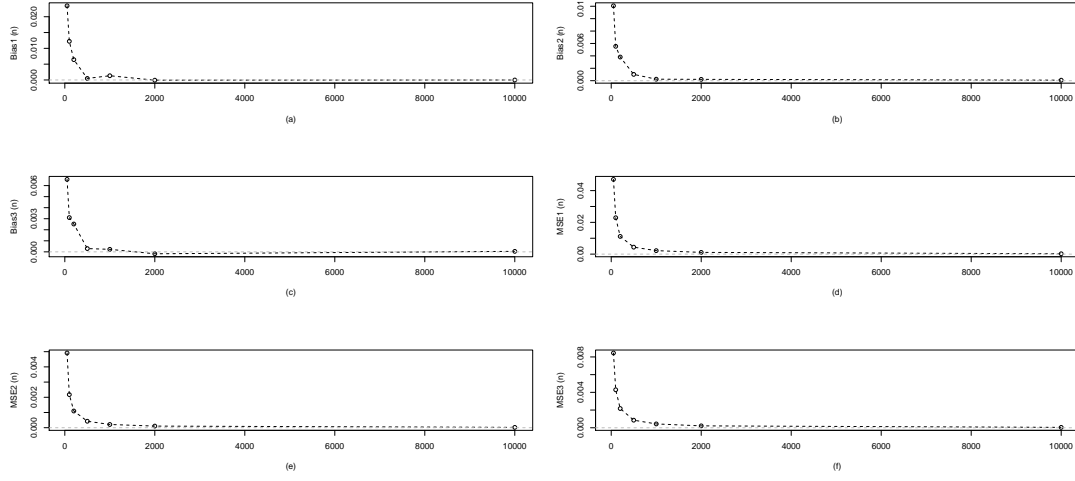 Bias1 (n)
0.000 0.010 0.020
0 2000 4000 6000 8000 10000
(a)
Bias2 (n)
0.000 0.006
0 2000 4000 6000 8000 10000
(b)
Bias3 (n)
0.000 0.003 0.006
0 2000 4000 6000 8000 10000
(c)
MSE1 (n)
0.00 0.02 0.04
0 2000 4000 6000 8000 10000
(d)
MSE2 (n)
0.000 0.002 0.004
0 2000 4000 6000 8000 10000
(e)
MSE3 (n)
0.000 0.004 0.008
0 2000 4000 6000 8000 10000
(f)